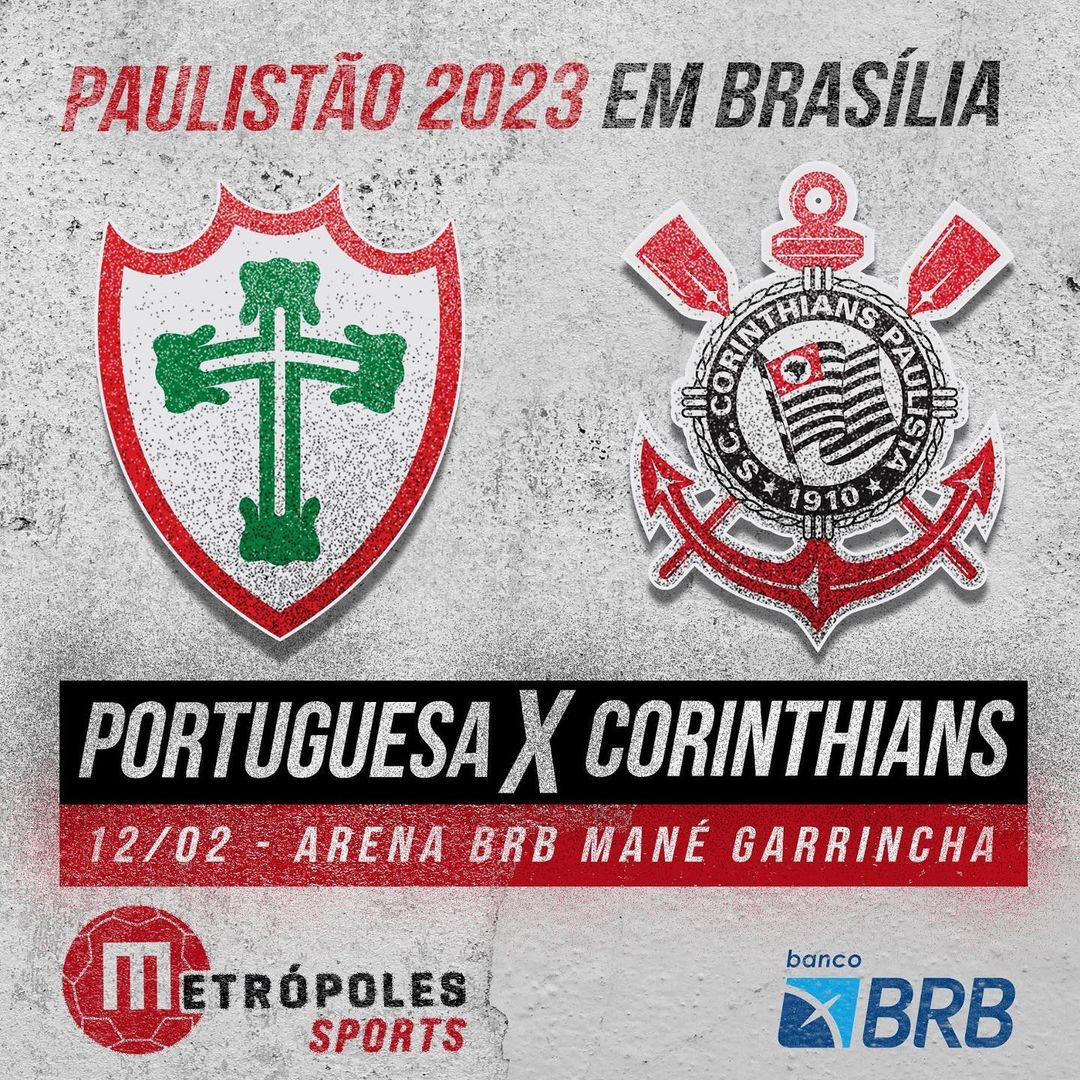 PAULISTÃO 2023 EM BRASÍLIA
S.C. CORINTHIANS PAULISTA
★ 1910 ★
PORTUGUESA X CORINTHIANS
12/02 - ARENA BRB MANÉ GARRINCHA
METRÓPOLES
SPORTS
banco
BRB